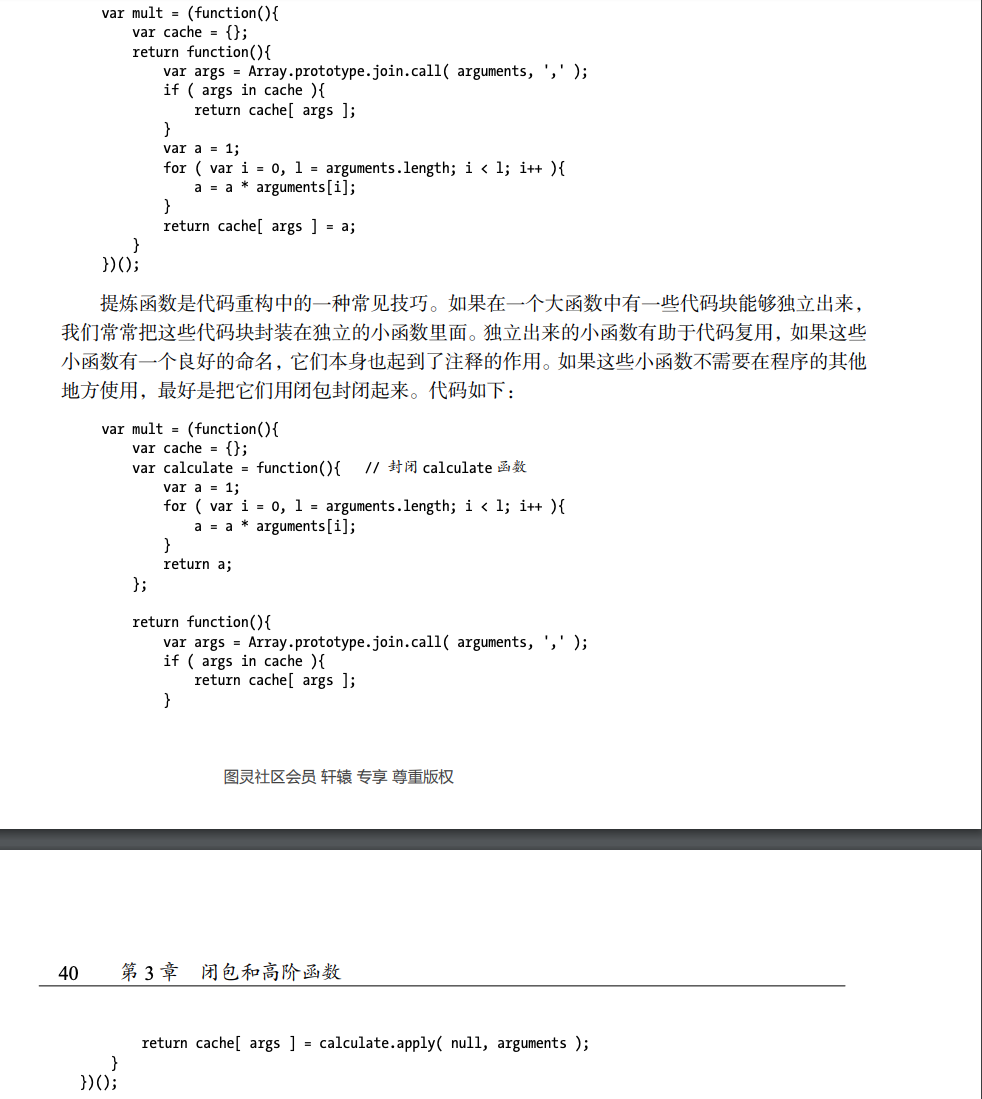 var mult = (function(){
    var cache = {};
    return function(){
        var args = Array.prototype.join.call( arguments, ',' );
        if ( args in cache ){
            return cache[ args ];
        }
        var a = 1;
        for ( var i = 0, l = arguments.length; i < l; i++ ){
            a = a * arguments[i];
        }
        return cache[ args ] = a;
    }
})();
提炼函数是代码重构中的一种常见技巧。如果在一个大函数中有一些代码块能够独立出来，
我们常常把这些代码块封装在独立的小函数里面。独立出来的小函数有助于代码复用，如果这些
小函数有一个良好的命名，它们本身也起到了注释的作用。如果这些小函数不需要在程序的其他
地方使用，最好是把它们用闭包封闭起来。代码如下：
var mult = (function(){
    var cache = {};
    var calculate = function(){   // 封闭 calculate 函数
        var a = 1;
        for ( var i = 0, l = arguments.length; i < l; i++ ){
            a = a * arguments[i];
        }
        return a;
    };
    return function(){
        var args = Array.prototype.join.call( arguments, ',' );
        if ( args in cache ){
            return cache[ args ];
        }
图灵社区会员 轩辕 专享 尊重版权
40 第 3 章 闭包和高阶函数
        return cache[ args ] = calculate.apply( null, arguments );
    }
})();